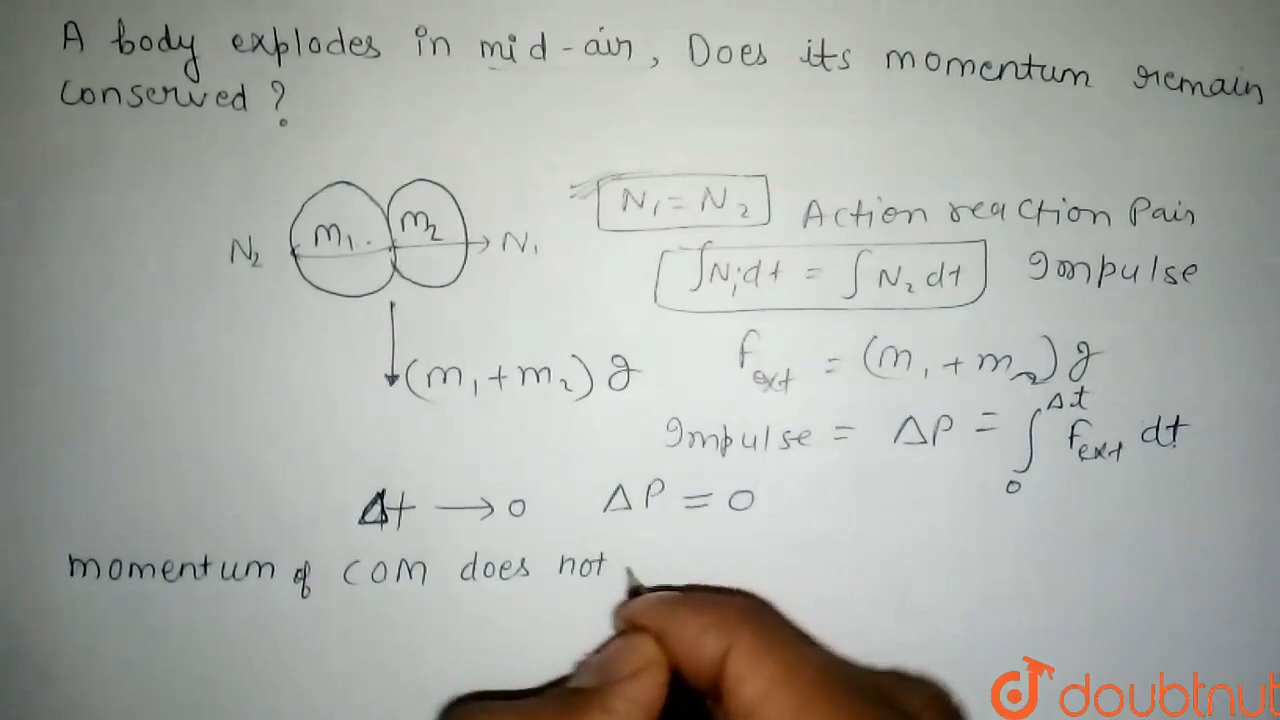 A body explodes in mid-air, Does its momentum remain
conserved?
N₂ m₁ m₂ N₁
N₁ = N₂ Action reaction Pair
∫N₁dt = ∫N₂dt Impulse
(m₁+m₂)g
fext = (m₁+m₂)g
Impulse = ΔP = ∫₀^Δt fext dt
Δt → 0 ΔP = 0
momentum of COM does not
doubtnut